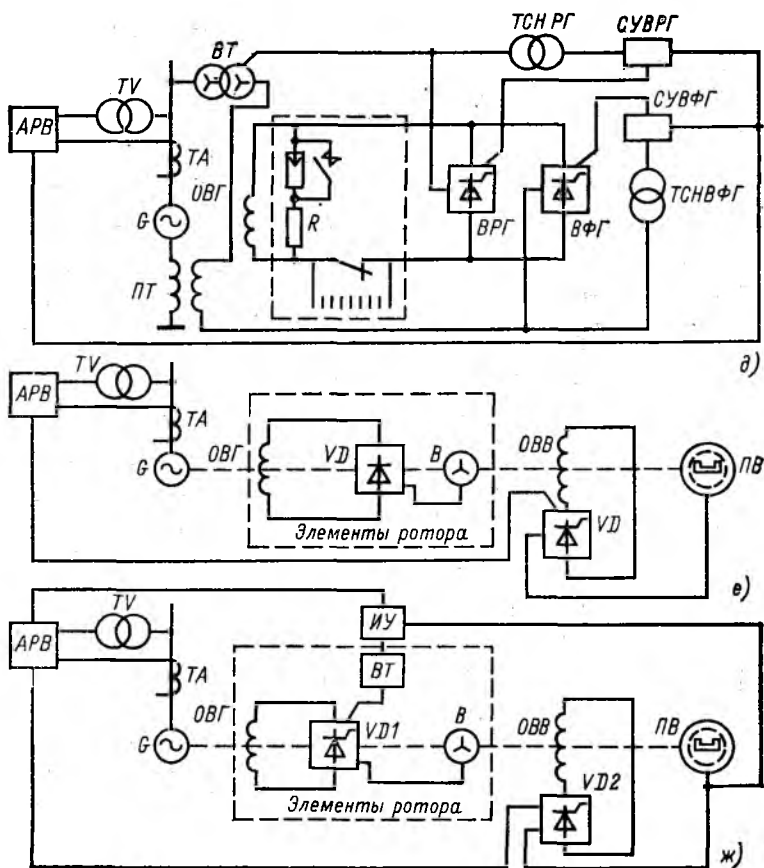 ТСН РГ
СУВРГ
ВТ
TV
СУВФГ
АРВ
TA
ОВГ
G
R
ВРГ
ВФГ
ТСНВФГ
ПТ
д)
TV
АРВ
TA
G
ОВГ
VD
В
ОВВ
ПВ
VD
Элементы ротора
е)
TV
АРВ
ИУ
TA
ВТ
G
ОВГ
VD1
В
ОВВ
ПВ
VD2
Элементы ротора
ж)